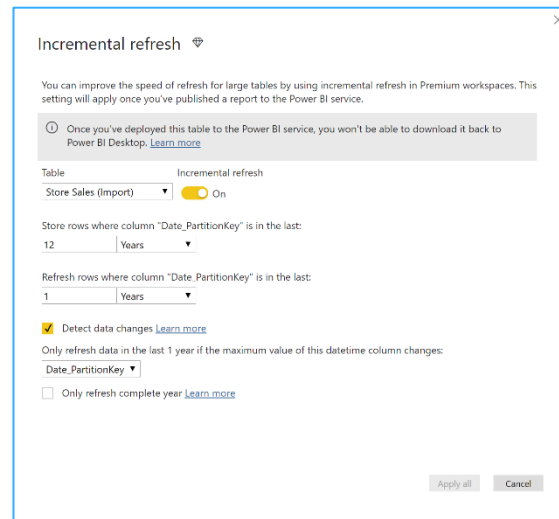 Incremental refresh
You can improve the speed of refresh for large tables by using incremental refresh in Premium workspaces. This
setting will apply once you've published a report to the Power BI service.
Once you've deployed this table to the Power BI service, you won't be able to download it back to
Power BI Desktop. Learn more
Table Incremental refresh
Store Sales (Import) On
Store rows where column "Date_PartitionKey" is in the last:
12 Years
Refresh rows where column "Date_PartitionKey" is in the last:
1 Years
Detect data changes Learn more
Only refresh data in the last 1 year if the maximum value of this datetime column changes:
Date_PartitionKey
Only refresh complete year Learn more
Apply all Cancel